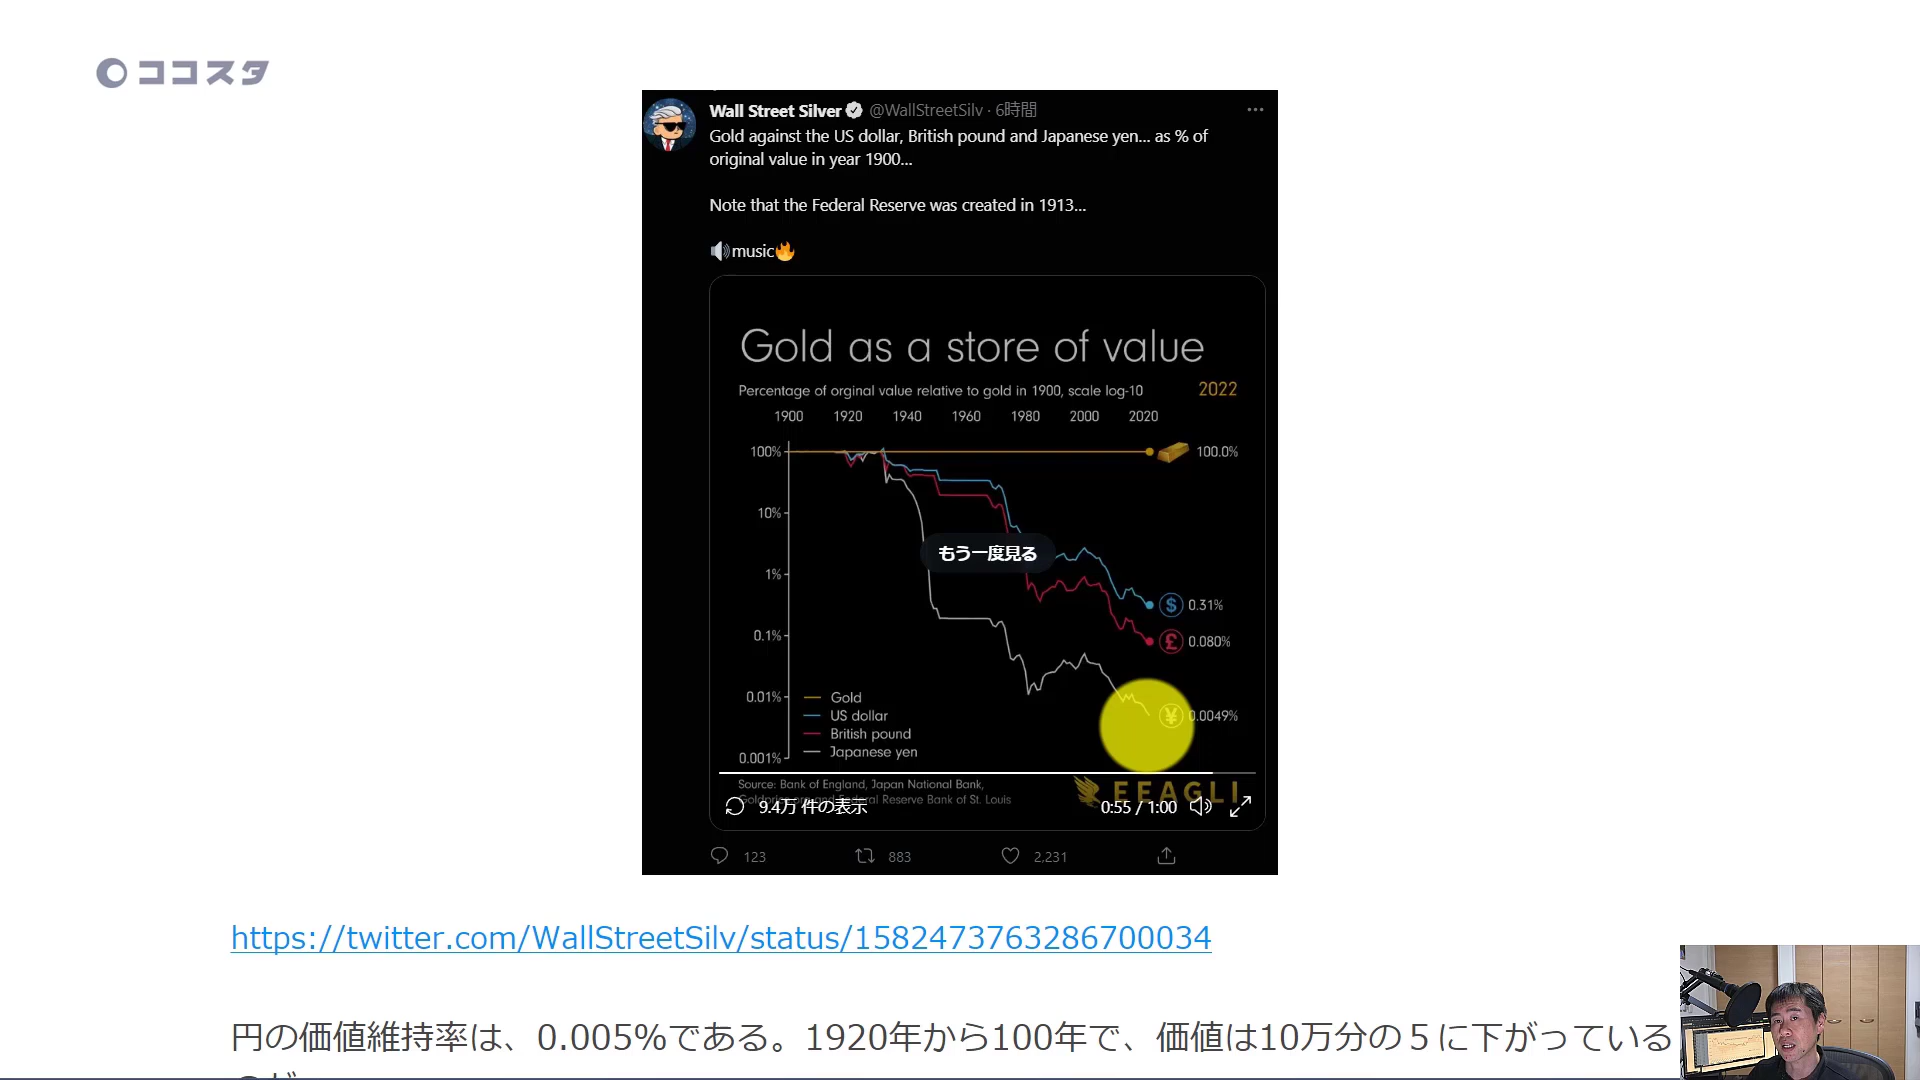 ココスタ
Wall Street Silver @WallStreetSilv · 6時間
Gold against the US dollar, British pound and Japanese yen... as % of
original value in year 1900...
Note that the Federal Reserve was created in 1913...
🔊music🔥
Gold as a store of value
Percentage of orginal value relative to gold in 1900, scale log-10
2022
1900 1920 1940 1960 1980 2000 2020
100%
100.0%
10%
もう一度見る
1%
$ 0.31%
0.1%
£ 0.080%
0.01%
¥ 0.0049%
Gold
US dollar
British pound
Japanese yen
0.001%
Source: Bank of England, Japan National Bank,
and Federal Reserve Bank of St. Louis
EEAGLI
9.4万 件の表示
0:55 / 1:00
123 883 2,231
https://twitter.com/WallStreetSilv/status/1582473763286700034
円の価値維持率は、0.005%である。1920年から100年で、価値は10万分の５に下がっている